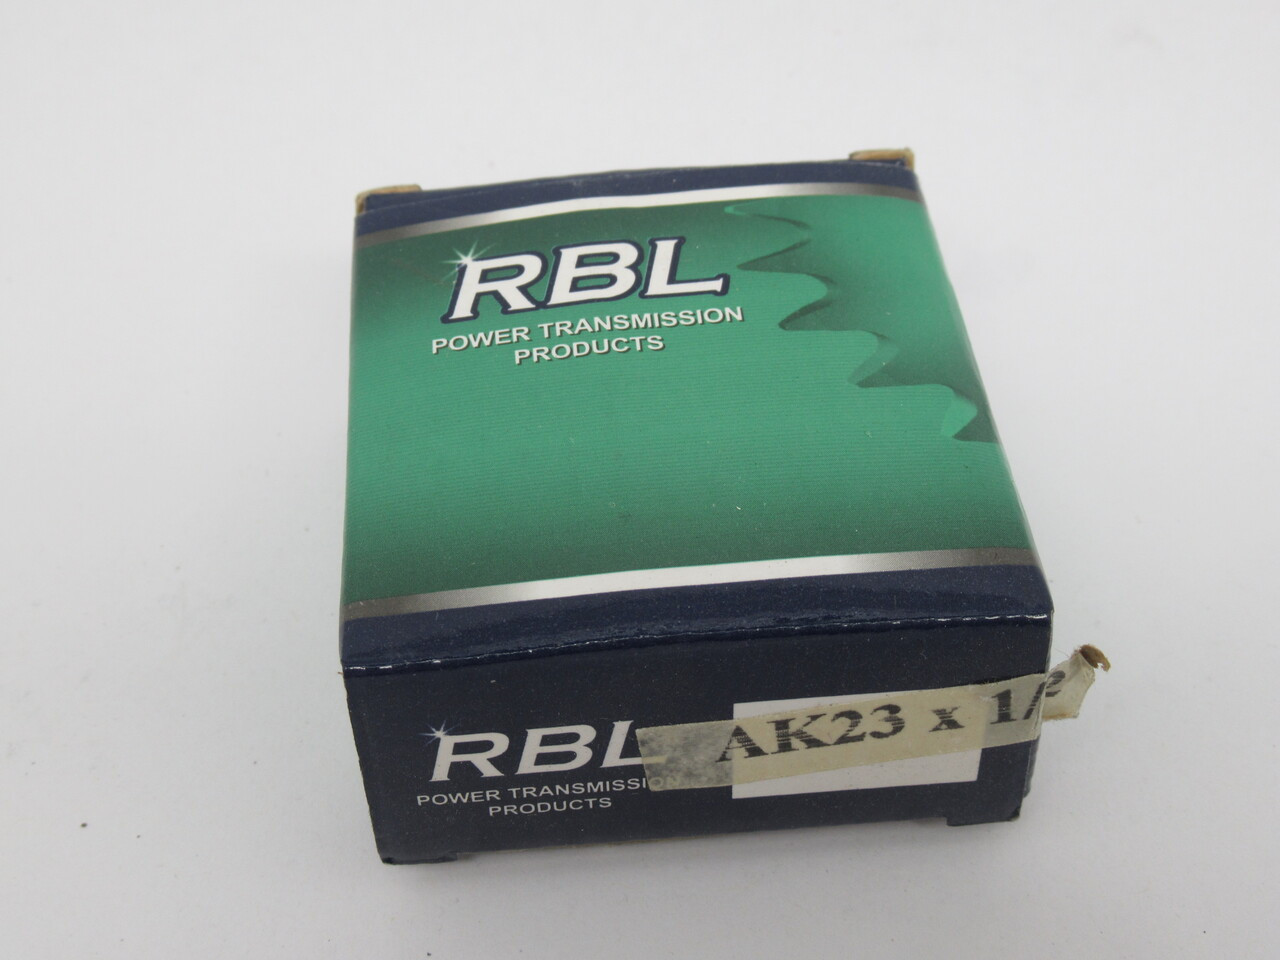 RBL
POWER TRANSMISSION
PRODUCTS
RBL
POWER TRANSMISSION
PRODUCTS
AK23 x 1/2